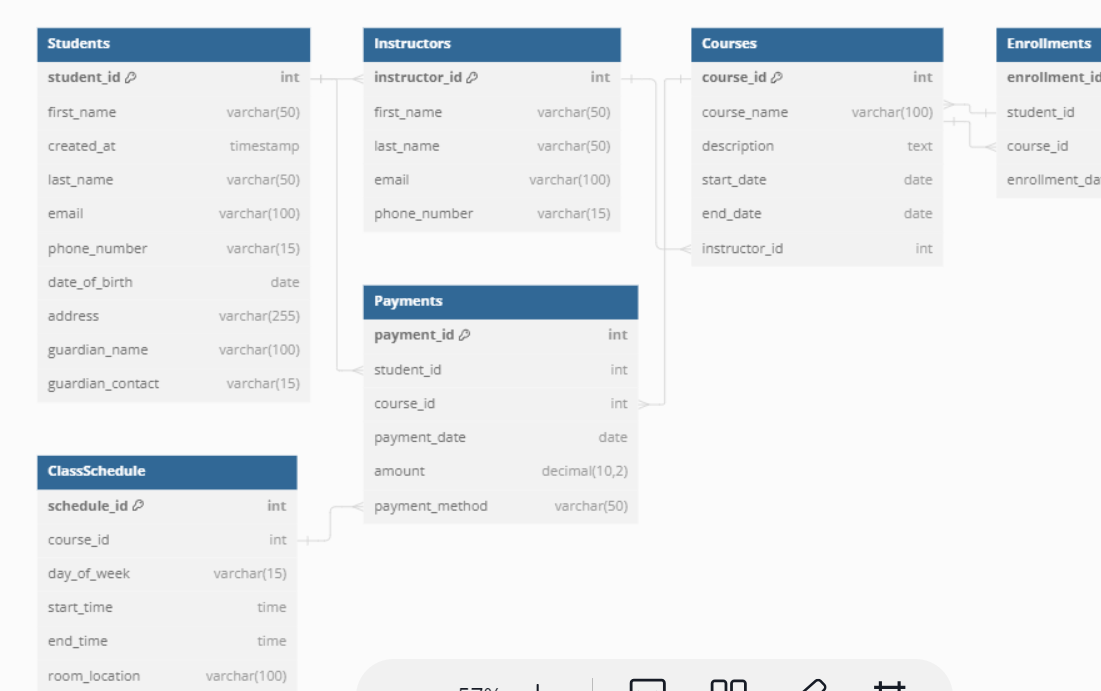 Students
student_id int
first_name varchar(50)
created_at timestamp
last_name varchar(50)
email varchar(100)
phone_number varchar(15)
date_of_birth date
address varchar(255)
guardian_name varchar(100)
guardian_contact varchar(15)
Instructors
instructor_id int
first_name varchar(50)
last_name varchar(50)
email varchar(100)
phone_number varchar(15)
Courses
course_id int
course_name varchar(100)
description text
start_date date
end_date date
instructor_id int
Enrollments
enrollment_id
student_id
course_id
enrollment_da
Payments
payment_id int
student_id int
course_id int
payment_date date
amount decimal(10,2)
payment_method varchar(50)
ClassSchedule
schedule_id int
course_id int
day_of_week varchar(15)
start_time time
end_time time
room_location varchar(100)